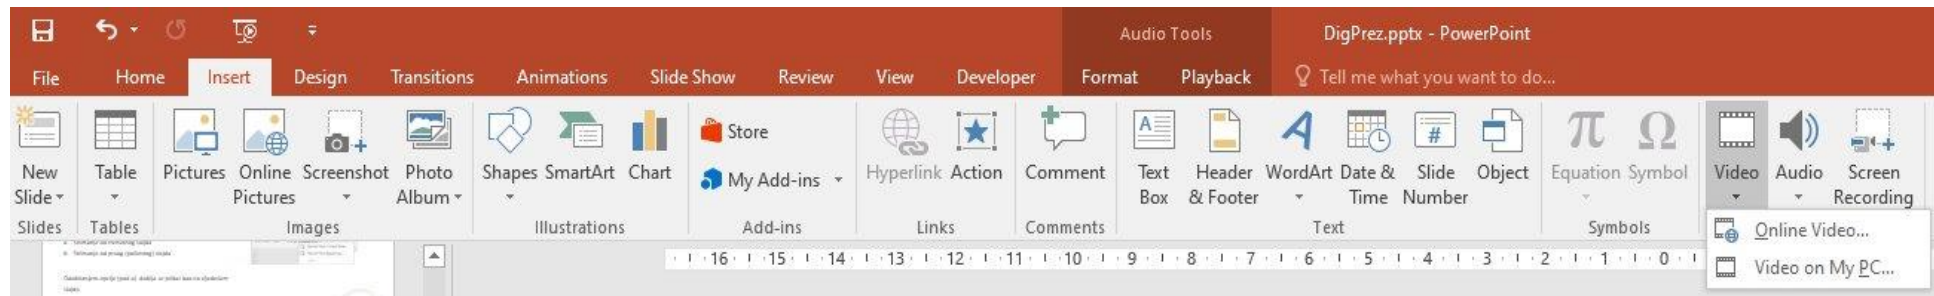 Audio Tools DigPrez.pptx - PowerPoint
File Home Insert Design Transitions Animations Slide Show Review View Developer Format Playback Tell me what you want to do...
New Slide Table Pictures Online Pictures Screenshot Photo Album Shapes SmartArt Chart Store My Add-ins Hyperlink Action Comment Text Box Header & Footer WordArt Date & Time Slide Number Object Equation Symbol Video Audio Screen Recording
Slides Tables Images Illustrations Add-ins Links Comments Text Symbols
Online Video...
Video on My PC...
16 15 14 13 12 11 10 9 8 7 6 5 4 3 2 1 0